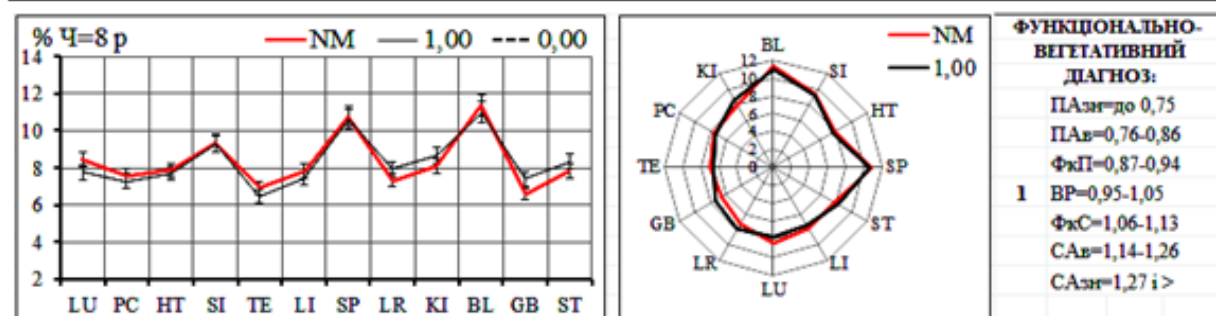 % Ч=8 р NM 1,00 0,00
14
12
10
8
6
4
2
LU PC HT SI TE LI SP LR KI BL GB ST
NM
1,00
BL
SI
HT
SP
ST
LI
LU
LR
GB
TE
PC
KI
12
10
8
6
4
2
0
ФУНКЦІОНАЛЬНО-
ВЕГЕТАТИВНИЙ
ДІАГНОЗ:
ПАзн=до 0,75
ПАв=0,76-0,86
ФкП=0,87-0,94
1 ВР=0,95-1,05
ФкС=1,06-1,13
САв=1,14-1,26
САзн=1,27 і >